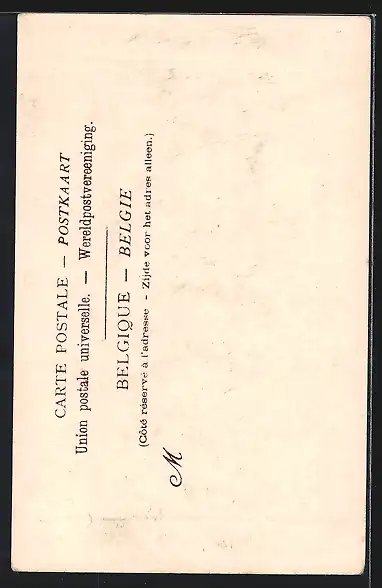 CARTE POSTALE — POSTKAART
Union postale universelle. — Wereldpostvereeniging.
BELGIQUE — BELGIE
(Côté réservé à l'adresse - Zijde voor het adres alleen.)
M